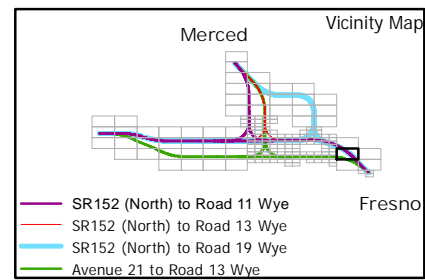 Vicinity Map
Merced
Fresno
SR152 (North) to Road 11 Wye
SR152 (North) to Road 13 Wye
SR152 (North) to Road 19 Wye
Avenue 21 to Road 13 Wye